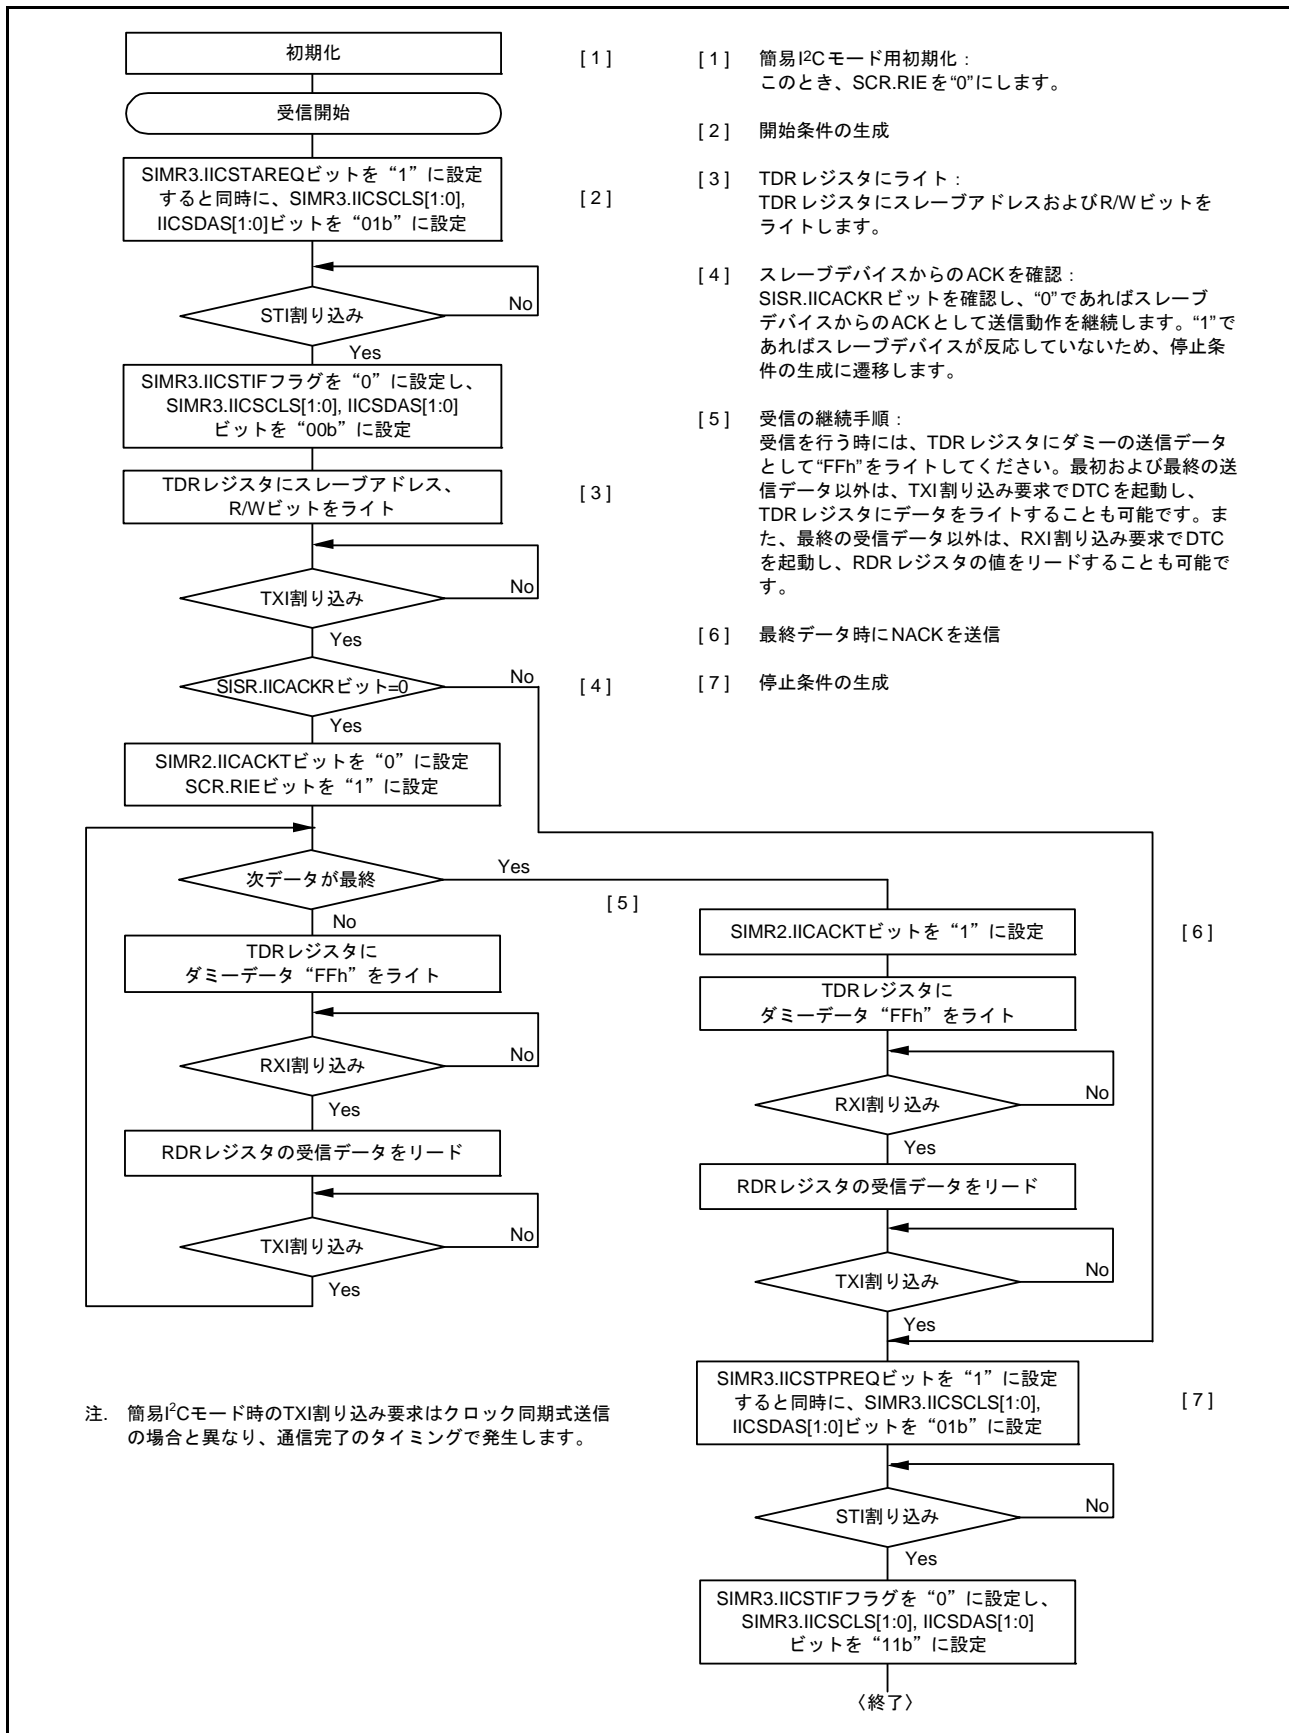 初期化
[ 1 ]
受信開始
SIMR3.IICSTAREQビットを“1”に設定
すると同時に、SIMR3.IICSCLS[1:0],
IICSDAS[1:0]ビットを“01b”に設定
[ 2 ]
STI割り込み
No
Yes
SIMR3.IICSTIFフラグを“0”に設定し、
SIMR3.IICSCLS[1:0], IICSDAS[1:0]
ビットを“00b”に設定
TDRレジスタにスレーブアドレス、
R/Wビットをライト
[ 3 ]
TXI割り込み
No
Yes
SISR.IICACKRビット=0
No
[ 4 ]
Yes
SIMR2.IICACKTビットを“0”に設定
SCR.RIEビットを“1”に設定
次データが最終
Yes
[ 5 ]
No
TDRレジスタに
ダミーデータ“FFh”をライト
RXI割り込み
No
Yes
RDRレジスタの受信データをリード
TXI割り込み
No
Yes
[ 1 ] 簡易I²Cモード用初期化：
このとき、SCR.RIEを“0”にします。
[ 2 ] 開始条件の生成
[ 3 ] TDRレジスタにライト：
TDRレジスタにスレーブアドレスおよびR/Wビットを
ライトします。
[ 4 ] スレーブデバイスからのACKを確認：
SISR.IICACKRビットを確認し、“0”であればスレーブ
デバイスからのACKとして送信動作を継続します。“1”で
あればスレーブデバイスが反応していないため、停止条
件の生成に遷移します。
[ 5 ] 受信の継続手順：
受信を行う時には、TDRレジスタにダミーの送信データ
として“FFh”をライトしてください。最初および最終の送
信データ以外は、TXI割り込み要求でDTCを起動し、
TDRレジスタにデータをライトすることも可能です。ま
た、最終の受信データ以外は、RXI割り込み要求でDTC
を起動し、RDRレジスタの値をリードすることも可能で
す。
[ 6 ] 最終データ時にNACKを送信
[ 7 ] 停止条件の生成
SIMR2.IICACKTビットを“1”に設定
[ 6 ]
TDRレジスタに
ダミーデータ“FFh”をライト
RXI割り込み
No
Yes
RDRレジスタの受信データをリード
TXI割り込み
No
Yes
SIMR3.IICSTPREQビットを“1”に設定
すると同時に、SIMR3.IICSCLS[1:0],
IICSDAS[1:0]ビットを“01b”に設定
[ 7 ]
STI割り込み
No
Yes
SIMR3.IICSTIFフラグを“0”に設定し、
SIMR3.IICSCLS[1:0], IICSDAS[1:0]
ビットを“11b”に設定
〈終了〉
注. 簡易I²Cモード時のTXI割り込み要求はクロック同期式送信
の場合と異なり、通信完了のタイミングで発生します。